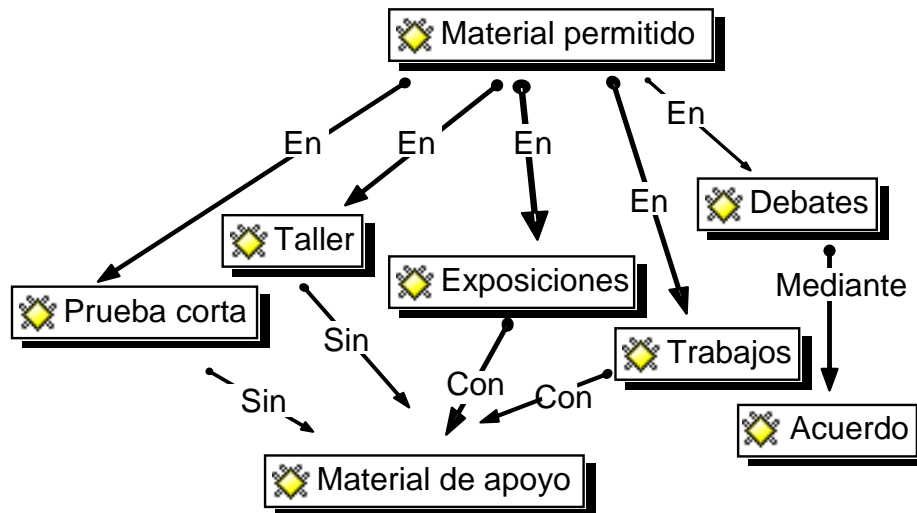 Material permitido
En
En
En
En
En
Debates
Taller
Exposiciones
Mediante
Prueba corta
Sin
Trabajos
Con
Con
Sin
Acuerdo
Material de apoyo